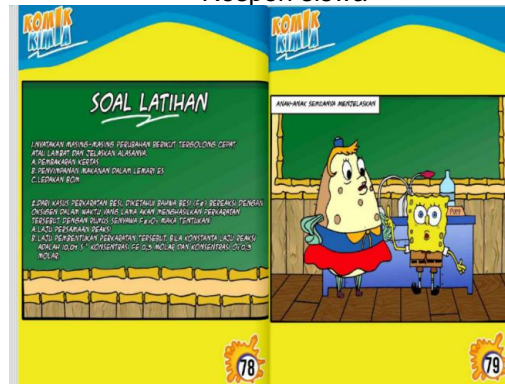 Respon siswa
KOMIK
KIMIA
SOAL LATIHAN
1.NYATAKAN MASING-MASING PERUBAHAN BERIKUT TERGOLONG CEPAT
ATAU LAMBAT DAN JELASKAN ALASANNYA.
A. PEMBAKARAN KERTAS
B. PENYIMPANAN MAKANAN DALAM LEMARI ES
C. LEDAKAN BOM
2.DARI KASUS PERKARATAN BESI, DIKETAHUI BAHWA BESI (Fe) BEREAKSI DENGAN
OKSIGEN DALAM WAKTU YANG LAMA AKAN MENGHASILKAN PERKARATAN
TERSEBUT. DENGAN RUMUS SENYAWA MAKA TENTUKAN
A. LAJU PERSAMAAN REAKSI
B. LAJU PEMBENTUKAN PERKARATAN TERSEBUT, BILA KONSTANTA LAJU REAKSI
ADALAH KONSENTRASI FE 0,3 MOLAR DAN KONSENTRASI O₂ 0,3
MOLAR
78
KOMIK
KIMIA
ANAK-ANAK SEMUANYA MENJELASKAN
79